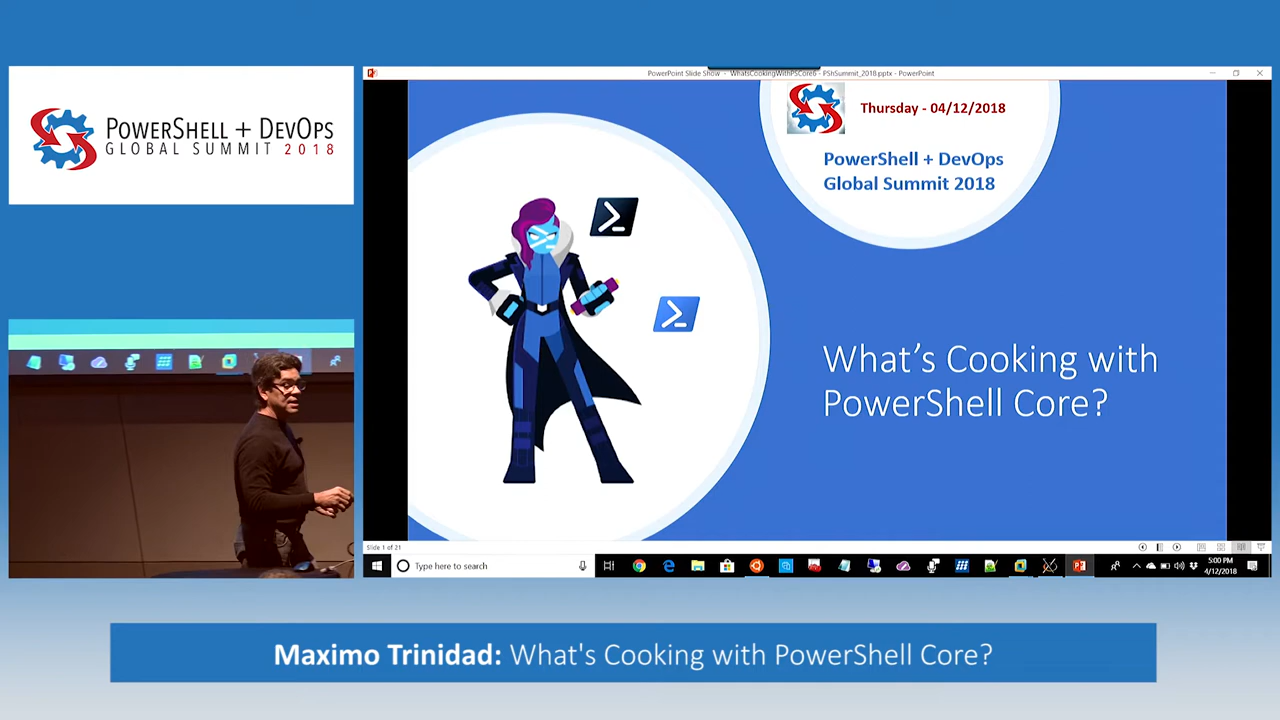 POWERSHELL + DEVOPS
GLOBAL SUMMIT 2018
PowerPoint Slide Show - WhatsCookingWithPSCore6 - PShSummit_2018.pptx - PowerPoint
Thursday - 04/12/2018
PowerShell + DevOps
Global Summit 2018
What’s Cooking with
PowerShell Core?
Slide 1 of 21
Type here to search
5:00 PM
4/12/2018
Maximo Trinidad: What's Cooking with PowerShell Core?